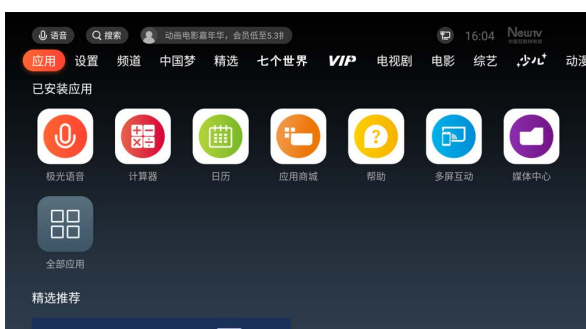 语音 搜索 动画电影嘉年华，会员低至5.3折 16:04 Newtv
应用 设置 频道 中国梦 精选 七个世界 VIP 电视剧 电影 综艺 少儿 动漫
已安装应用
极光语音 计算器 日历 应用商城 帮助 多屏互动 媒体中心
全部应用
精选推荐